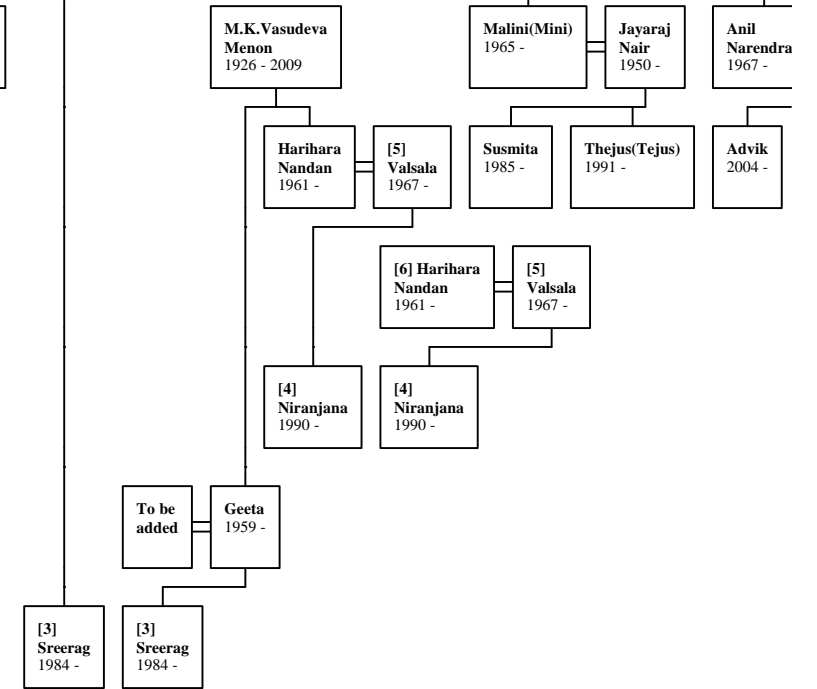 M.K.Vasudeva
Menon
1926 - 2009
Malini(Mini)
1965 -
Jayaraj
Nair
1950 -
Anil
Narendra
1967 -
Harihara
Nandan
1961 -
[5]
Valsala
1967 -
Susmita
1985 -
Thejus(Tejus)
1991 -
Advik
2004 -
[6] Harihara
Nandan
1961 -
[5]
Valsala
1967 -
[4]
Niranjana
1990 -
[4]
Niranjana
1990 -
To be
added
Geeta
1959 -
[3]
Sreerag
1984 -
[3]
Sreerag
1984 -